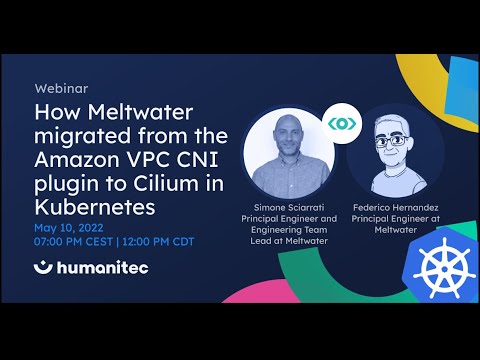 Webinar
How Meltwater
migrated from the
Amazon VPC CNI
plugin to Cilium in
Kubernetes
May 10, 2022
07:00 PM CEST | 12:00 PM CDT
humanitec
Simone Sciarrati
Principal Engineer and
Engineering Team
Lead at Meltwater
Federico Hernandez
Principal Engineer at
Meltwater